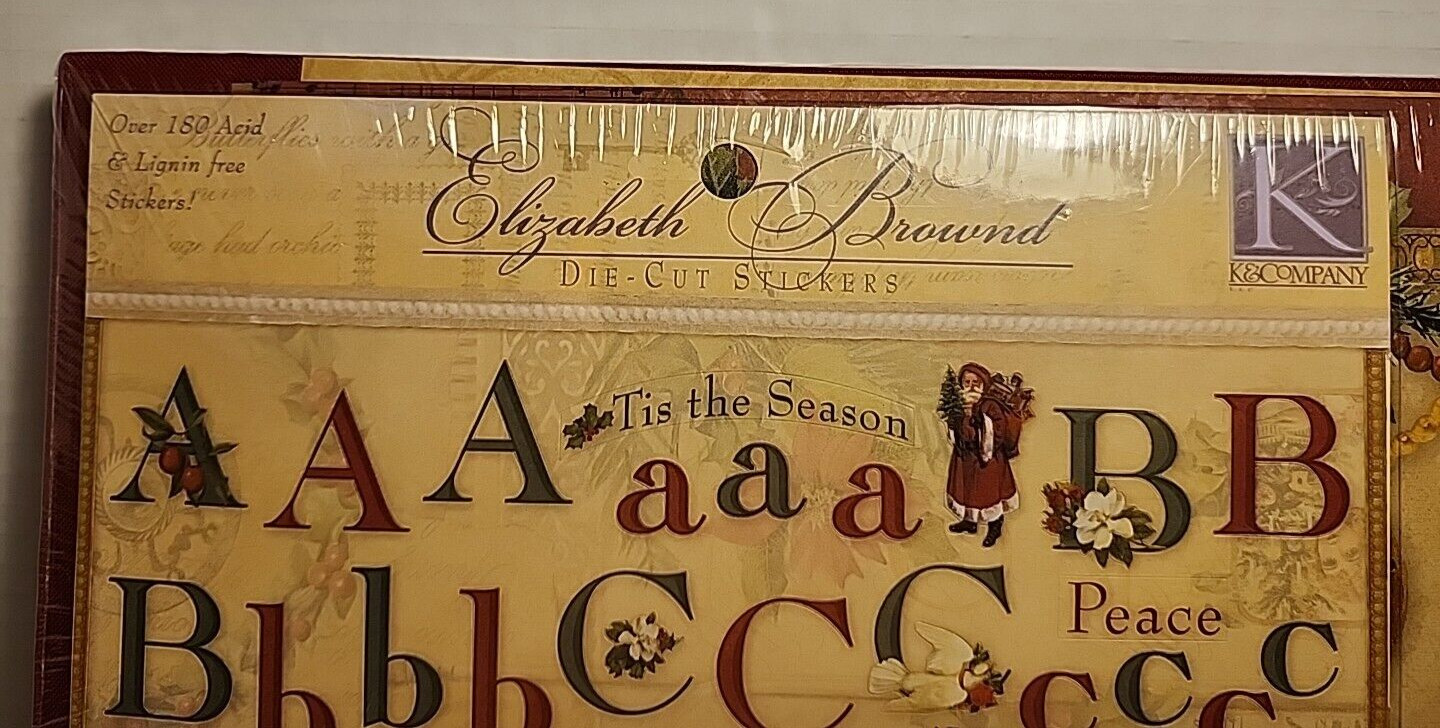 Over 180 Acid
& Lignin free
Stickers!
Elizabeth Brownd
DIE-CUT STICKERS
K
K&COMPANY
A A A 'Tis the Season B B
a a a
B b b b C C C Peace
c c c c